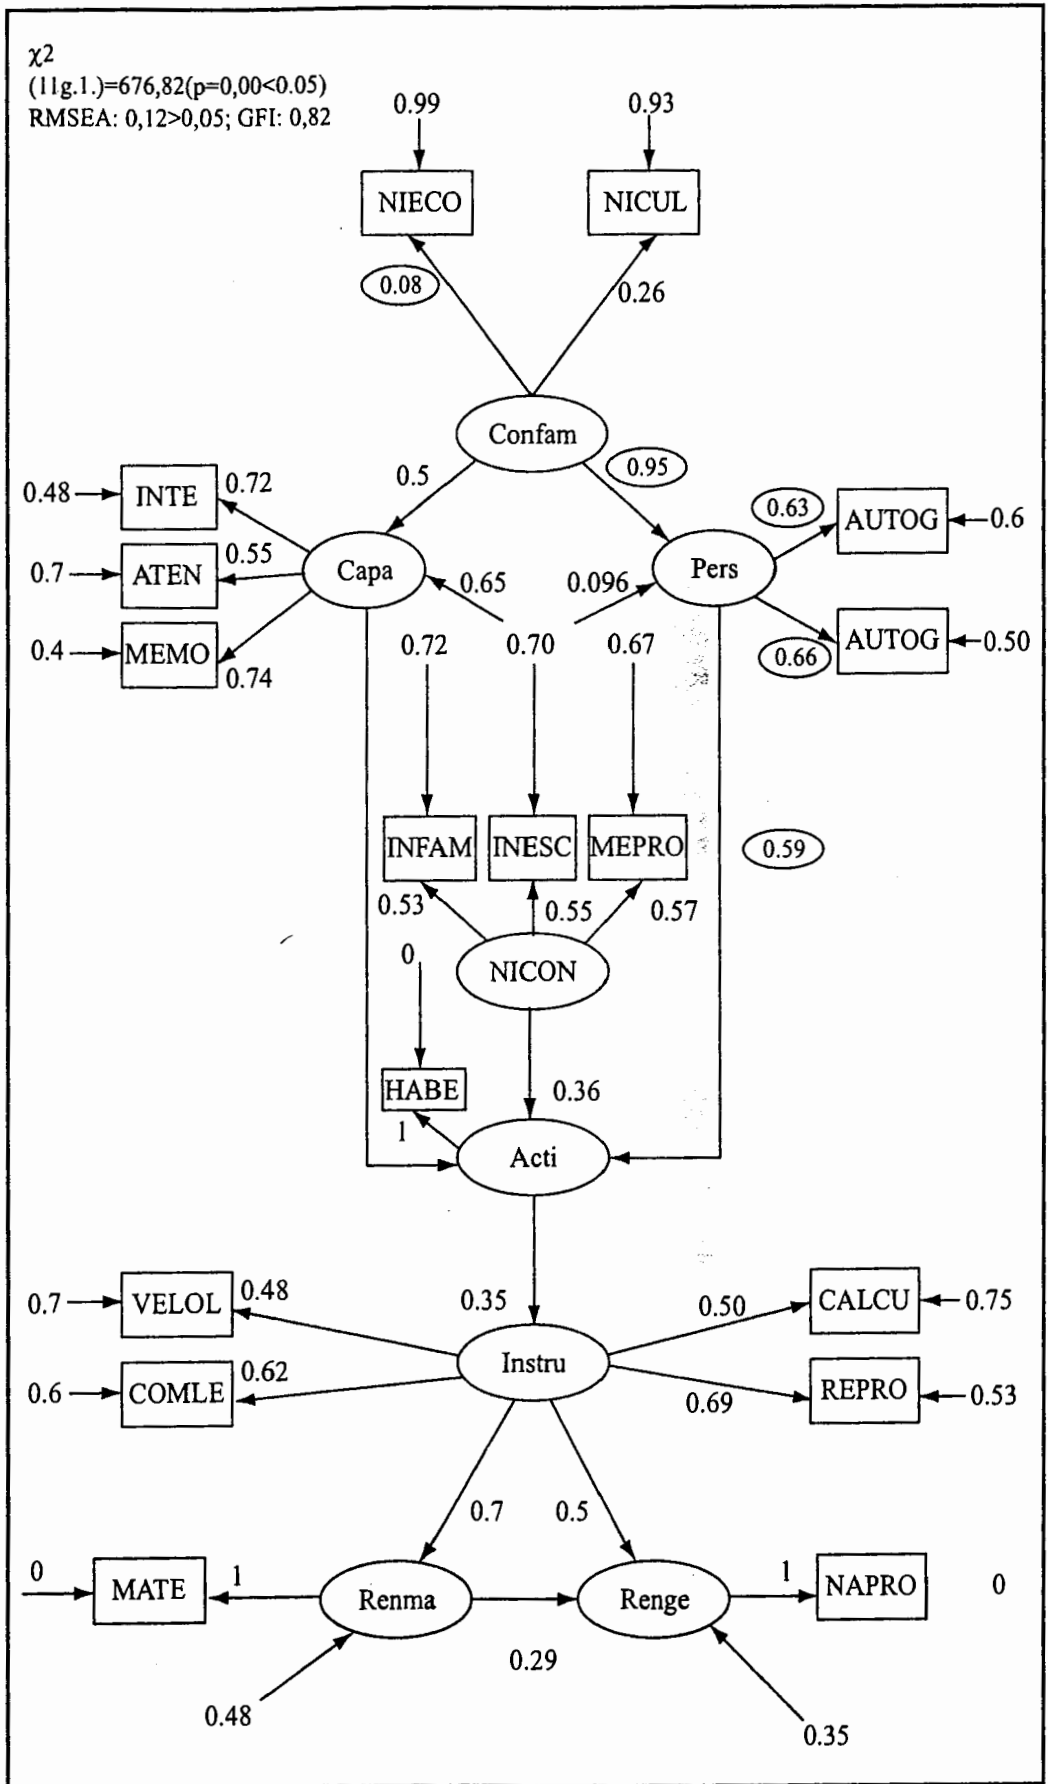 χ2
(11g.1.)=676,82(p=0,00<0.05)
RMSEA: 0,12>0,05; GFI: 0,82
0.99 0.93
NIECO NICUL
0.08 0.26
Confam
0.5 0.95
0.48 INTE 0.72
0.63 AUTOG 0.6
0.7 ATEN 0.55
Capa Pers
0.65 0.096
0.4 MEMO 0.74
0.66 AUTOG 0.50
0.72 0.70 0.67
INFAM INESC MEPRO
0.59
0.53 0.55 0.57
0
NICON
HABE
0.36
1
Acti
0.7 VELOL 0.48
0.35
0.50 CALCU 0.75
Instru
0.6 COMLE 0.62
0.69 REPRO 0.53
0.7 0.5
0 MATE 1 Renma Renge 1 NAPRO 0
0.29
0.48 0.35